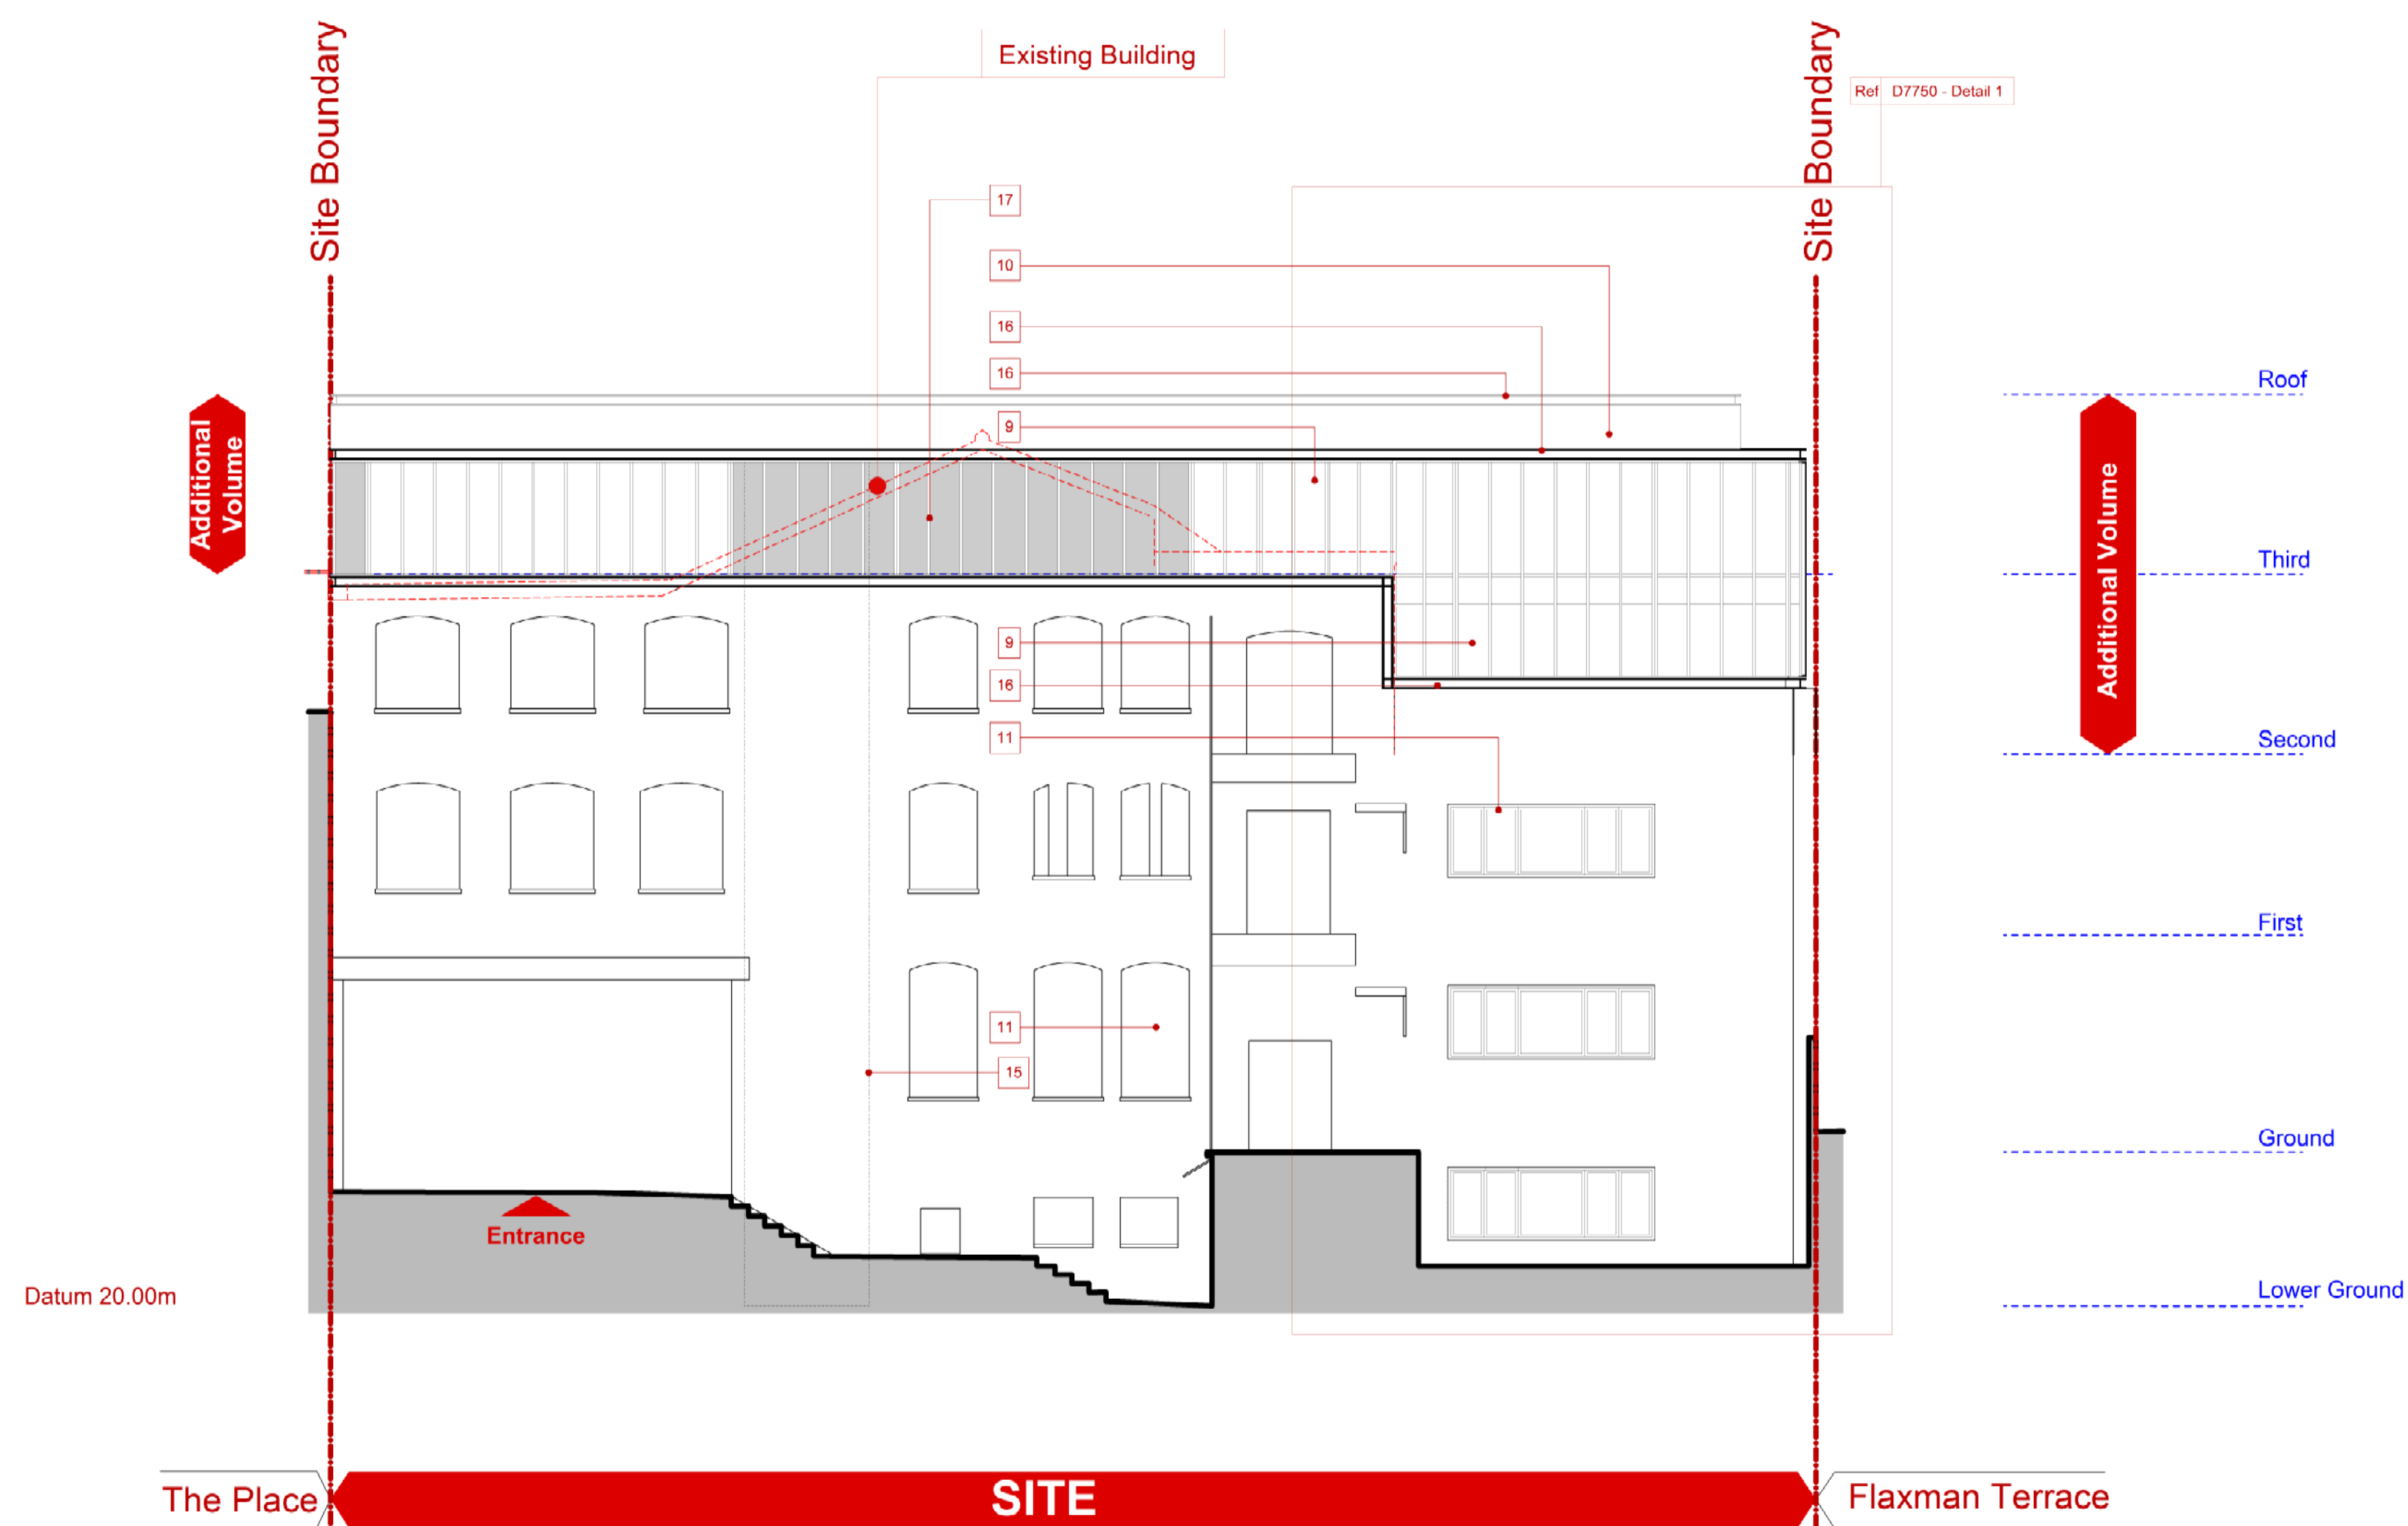 Site Boundary
Site Boundary
Existing Building
Ref D7750 - Detail 1
17
10
16
16
9
Roof
Additional
Volume
Additional Volume
Third
9
16
11
Second
First
11
15
Ground
Entrance
Datum 20.00m
Lower Ground
The Place
SITE
Flaxman Terrace